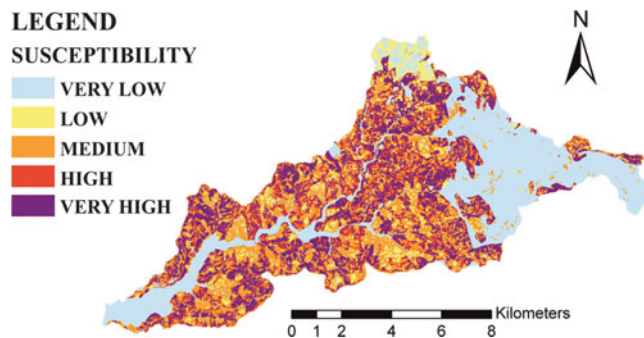 LEGEND
SUSCEPTIBILITY
VERY LOW
LOW
MEDIUM
HIGH
VERY HIGH
N
Kilometers
0 1 2 4 6 8